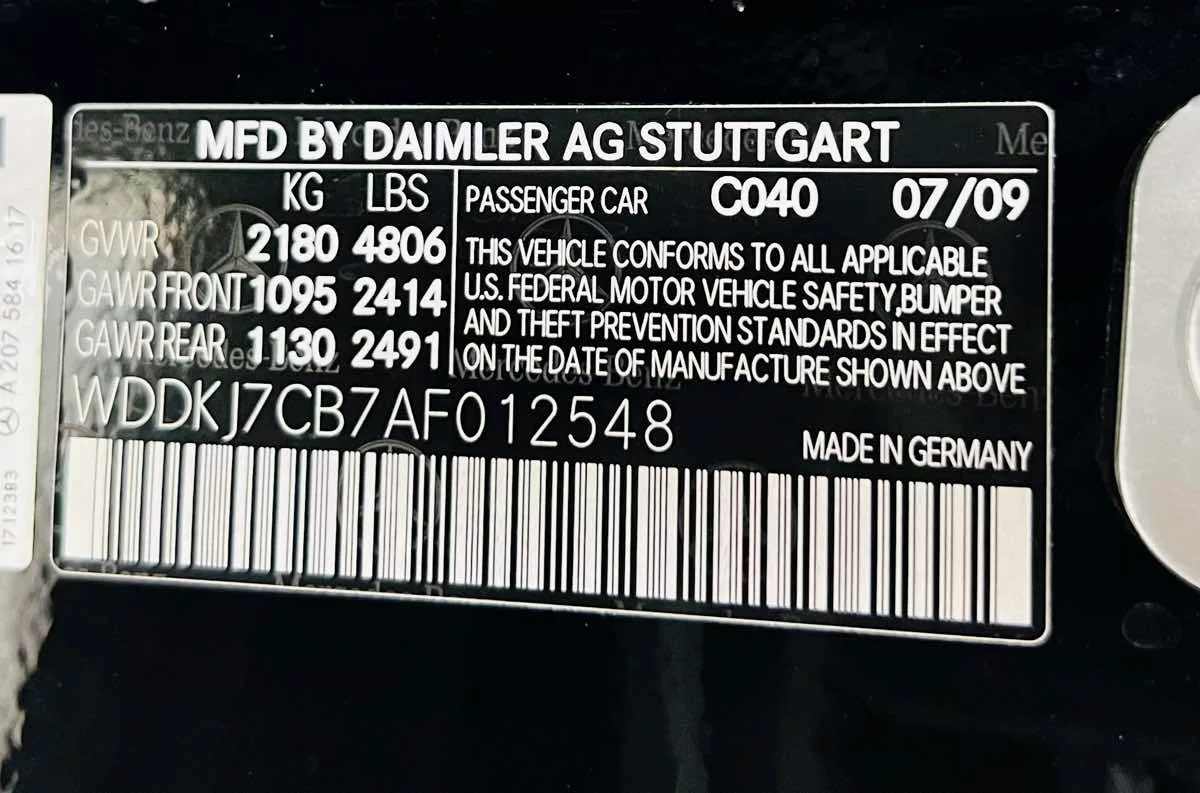 MFD BY DAIMLER AG STUTTGART
KG LBS
GVWR 2180 4806
GAWR FRONT 1095 2414
GAWR REAR 1130 2491
PASSENGER CAR C040 07/09
THIS VEHICLE CONFORMS TO ALL APPLICABLE
U.S. FEDERAL MOTOR VEHICLE SAFETY,BUMPER
AND THEFT PREVENTION STANDARDS IN EFFECT
ON THE DATE OF MANUFACTURE SHOWN ABOVE
WDDKJ7CB7AF012548
MADE IN GERMANY
A 207 584 16 17
1712383